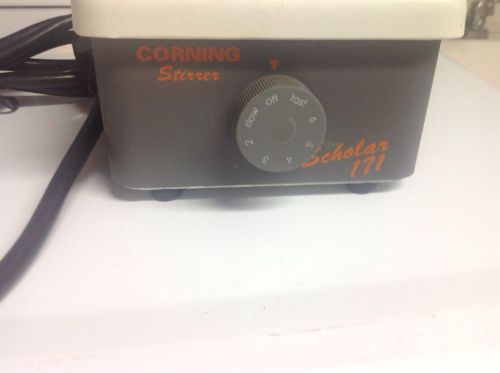 CORNING
Stirrer
off fast 6 5 4 3 2 slow
Scholar
171